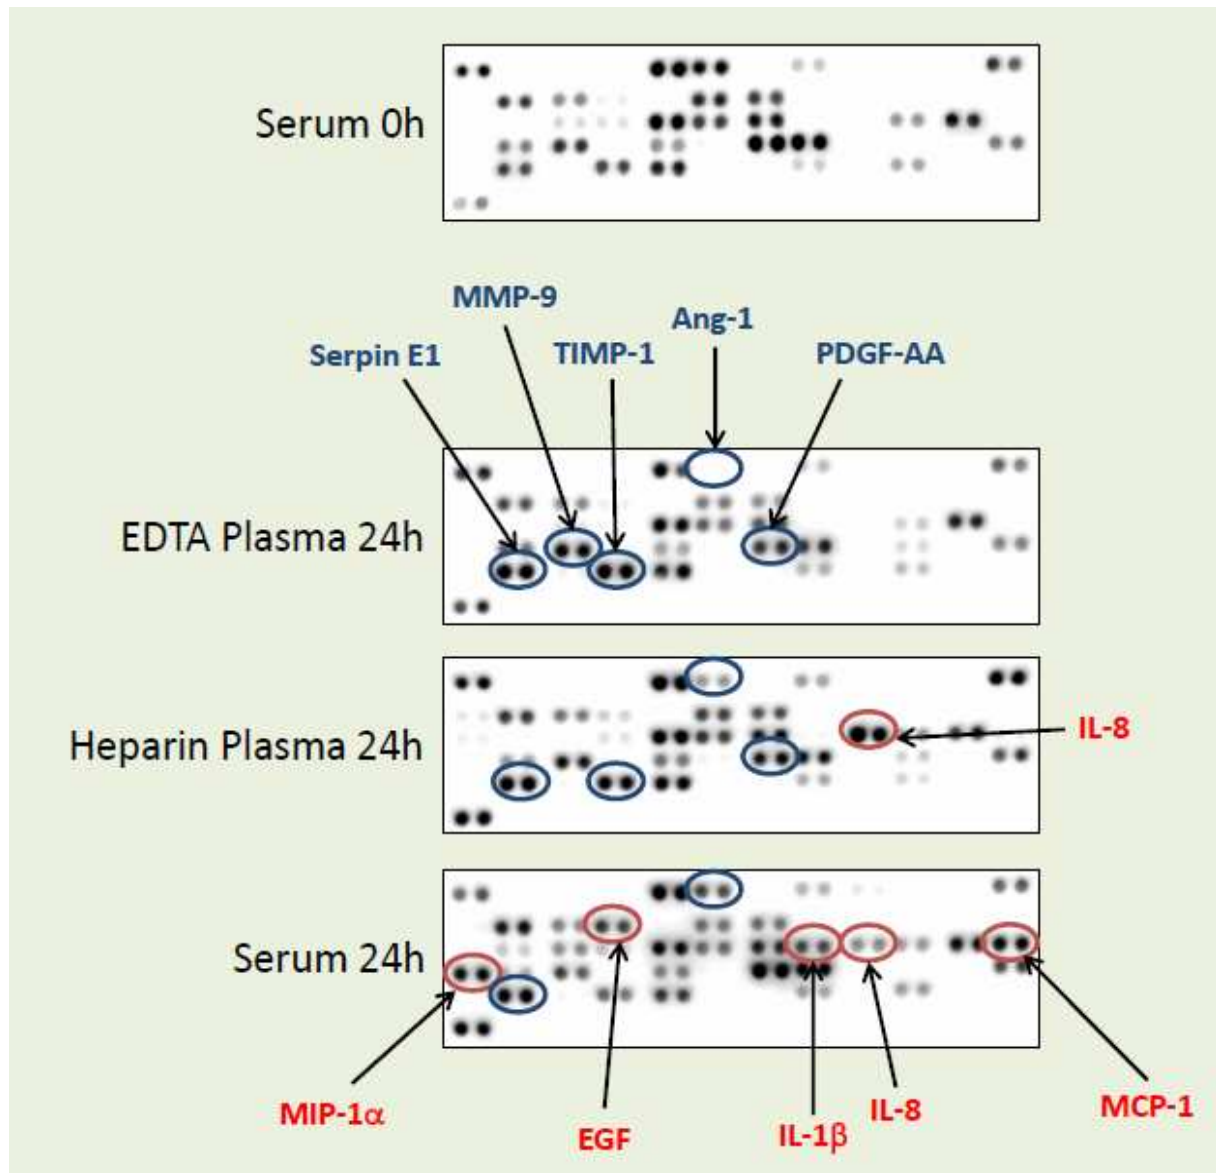 Serum 0h
MMP-9
Ang-1
Serpin E1
TIMP-1
PDGF-AA
EDTA Plasma 24h
Heparin Plasma 24h
IL-8
Serum 24h
MIP-1α
EGF
IL-1β
IL-8
MCP-1